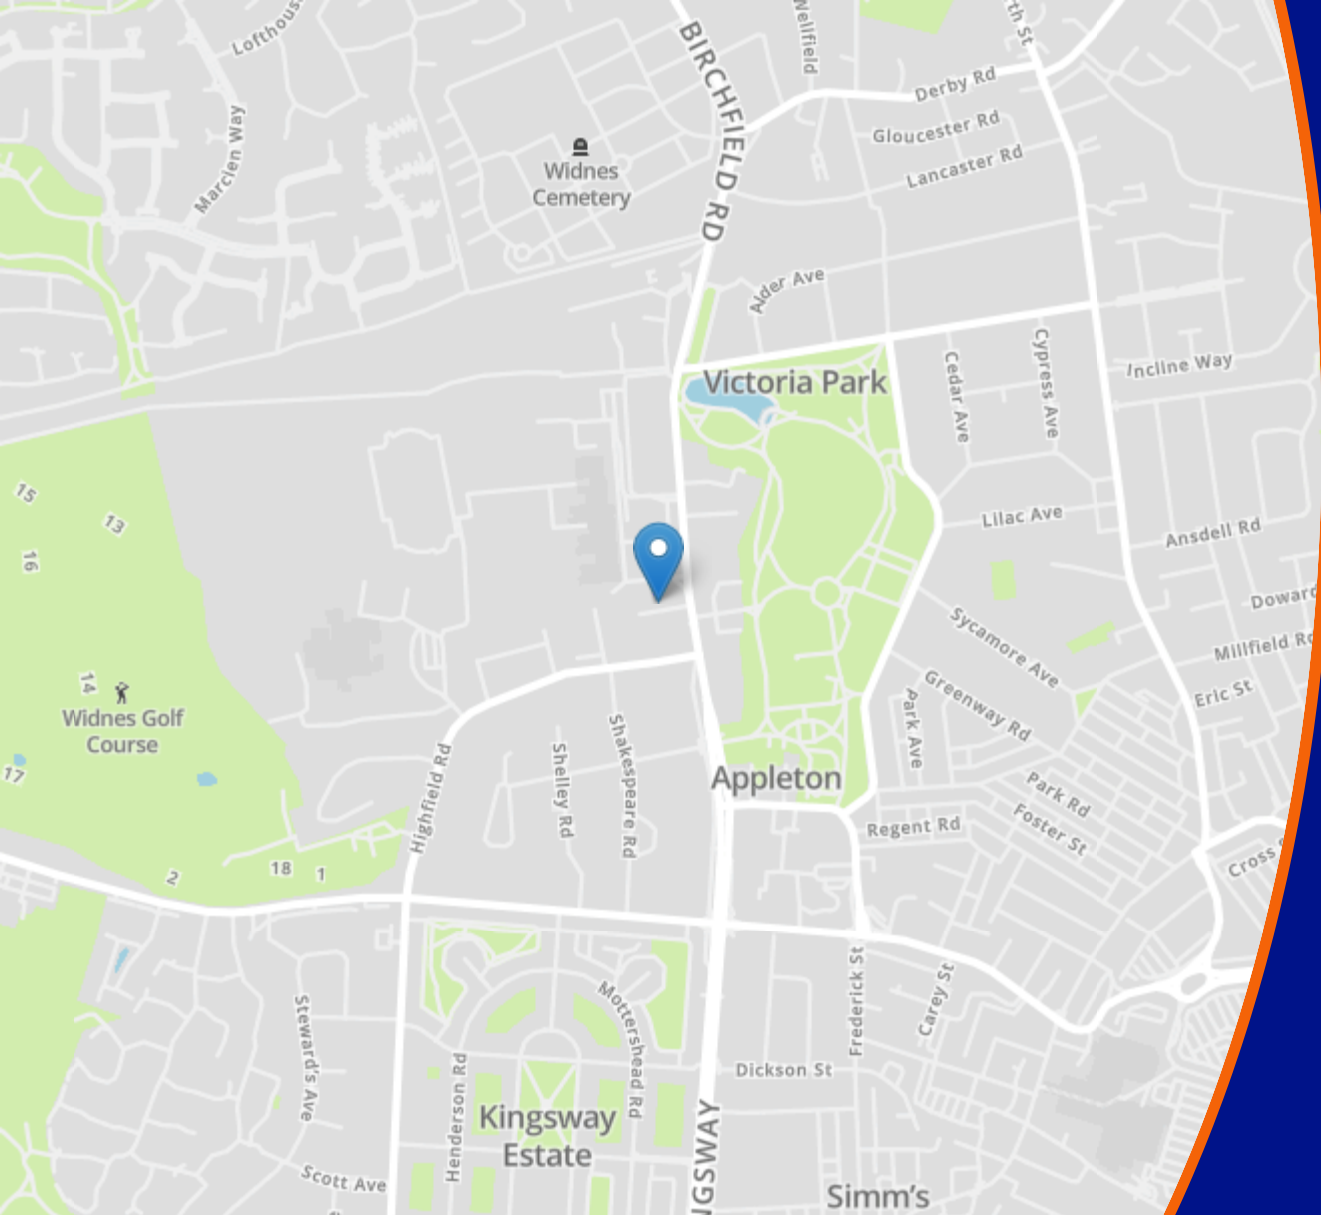 Wellfield
BIRCHFIELD RD
Derby Rd
Gloucester Rd
Lancaster Rd
Marclen Way
Widnes
Cemetery
Alder Ave
Victoria Park
Cedar Ave
Cypress Ave
Incline Way
Lilac Ave
Ansdell Rd
15
13
16
14
Widnes Golf
Course
17
2
18
1
Sycamore Ave
Greenway Rd
Park Ave
Millfield Rd
Eric St
Highfield Rd
Shelley Rd
Shakespeare Rd
Appleton
Park Rd
Foster St
Regent Rd
Steward's Ave
Mottershead Rd
Frederick St
Carey St
Henderson Rd
Dickson St
Kingsway
Estate
Scott Ave
Simm's